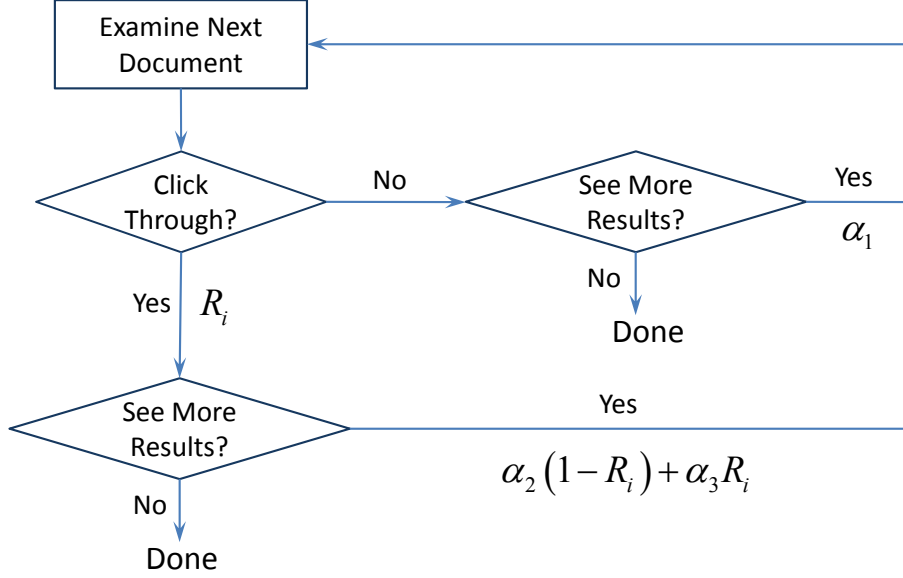 Examine Next
Document
Click
Through?
No
See More
Results?
Yes
α₁
No
Done
Yes
Rᵢ
See More
Results?
Yes
α₂(1−Rᵢ)+α₃Rᵢ
No
Done